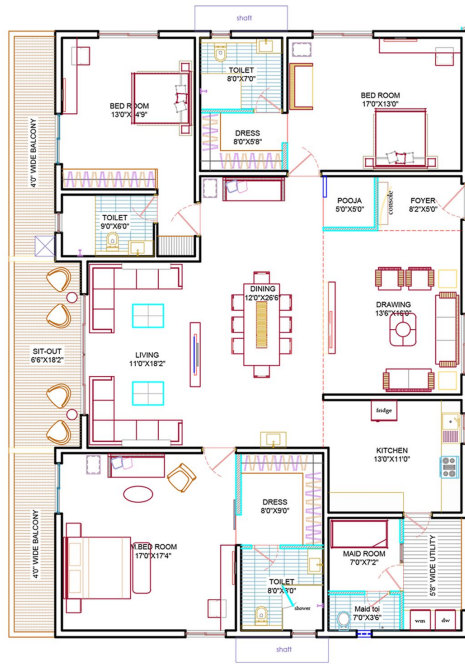 shaft
TOILET
8'0"X7'0"
BED ROOM
13'0"X14'9"
BED ROOM
17'0"X13'0"
4'0" WIDE BALCONY
DRESS
8'0"X5'8"
TOILET
9'0"X6'0"
POOJA
5'0"X5'0"
console
FOYER
8'2"X5'0"
DINING
12'0"X26'6"
DRAWING
13'6"X16'0"
SIT-OUT
6'6"X18'2"
LIVING
11'0"X18'2"
fridge
KITCHEN
13'0"X11'0"
DRESS
8'0"X9'0"
4'0" WIDE BALCONY
M.BED ROOM
17'0"X17'4"
MAID ROOM
7'0"X7'2"
5'8" WIDE UTILITY
TOILET
shower
Maid toi
7'0"X3'6"
wm
dw
shaft